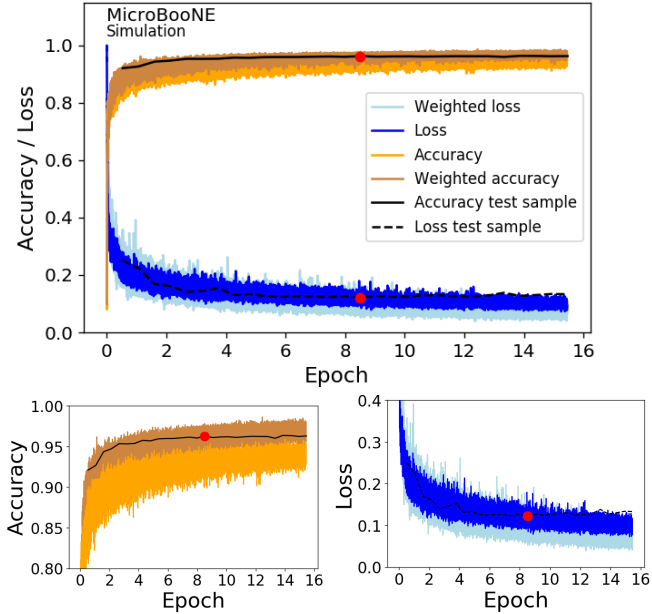 MicroBooNE
Simulation
Accuracy / Loss
1.0
0.8
0.6
0.4
0.2
0.0
Weighted loss
Loss
Accuracy
Weighted accuracy
Accuracy test sample
Loss test sample
0 2 4 6 8 10 12 14 16
Epoch
Accuracy
1.00
0.95
0.90
0.85
0.80
0 2 4 6 8 10 12 14 16
Epoch
Loss
0.4
0.3
0.2
0.1
0.0
0 2 4 6 8 10 12 14 16
Epoch